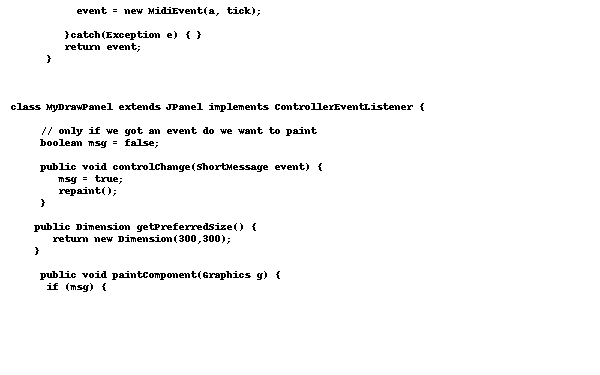 event = new MidiEvent(a, tick);
}catch(Exception e) { }
return event;
}
class MyDrawPanel extends JPanel implements ControllerEventListener {
// only if we got an event do we want to paint
boolean msg = false;
public void controlChange(ShortMessage event) {
msg = true;
repaint();
}
public Dimension getPreferredSize() {
return new Dimension(300,300);
}
public void paintComponent(Graphics g) {
if (msg) {